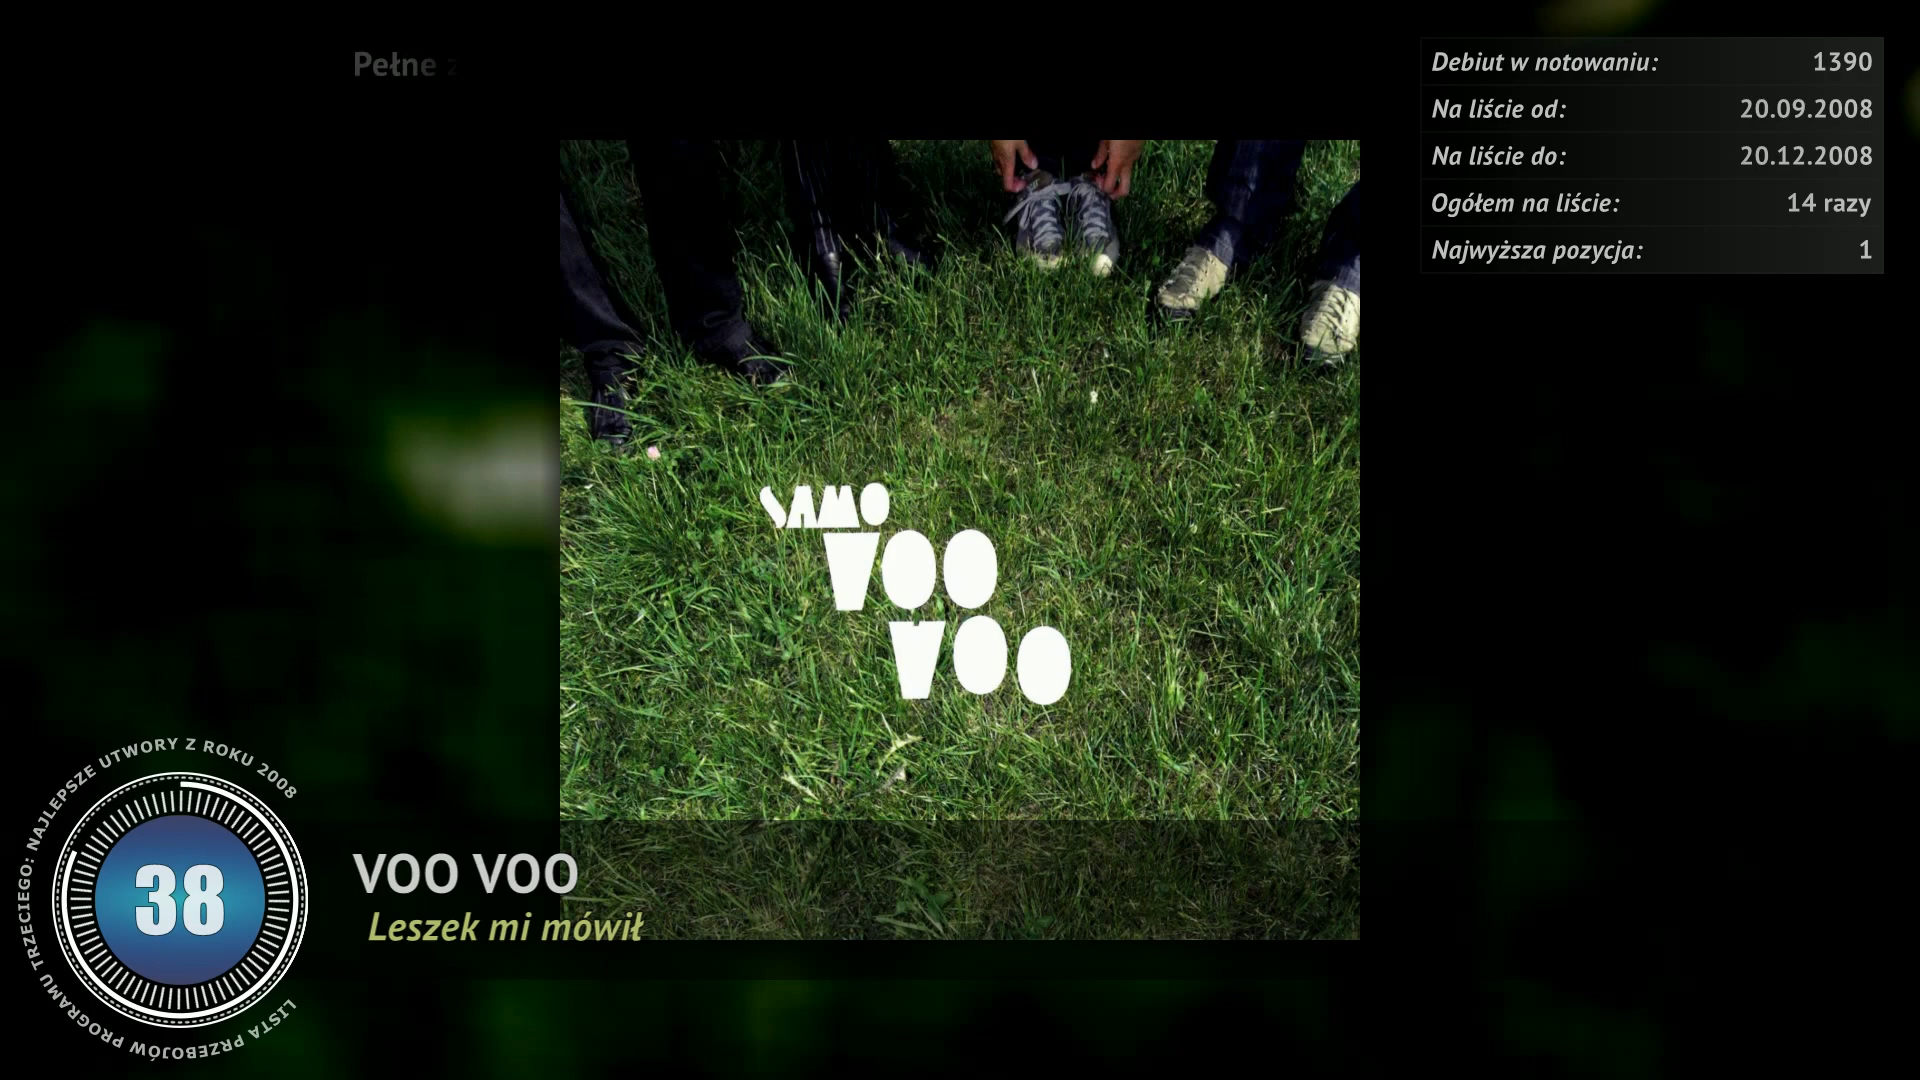 Pełne
Debiut w notowaniu: 1390
Na liście od: 20.09.2008
Na liście do: 20.12.2008
Ogółem na liście: 14 razy
Najwyższa pozycja: 1
SAMO
VOO
VOO
LISTA PRZEBOJÓW PROGRAMU TRZECIEGO: NAJLEPSZE UTWORY Z ROKU 2008
38
VOO VOO
Leszek mi mówił